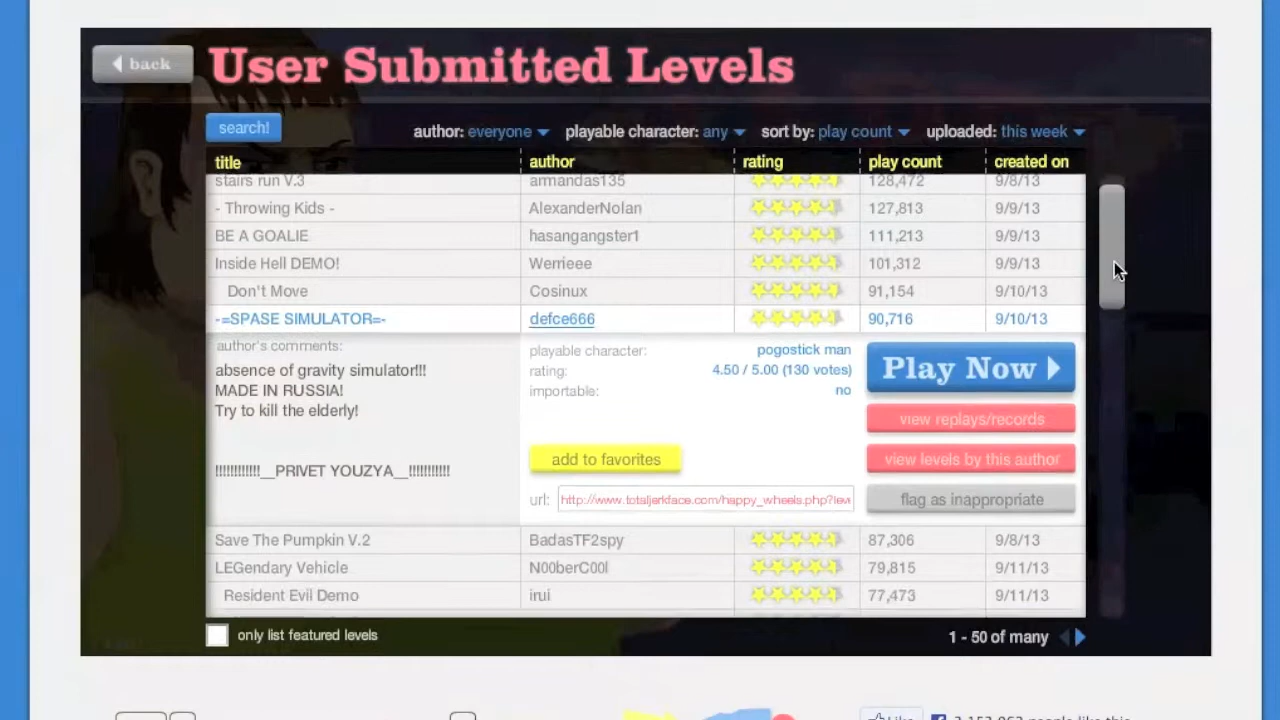 back
User Submitted Levels
search!
author: everyone
playable character: any
sort by: play count
uploaded: this week
title author rating play count created on
stairs run V.3 armandas135 128,472 9/8/13
- Throwing Kids - AlexanderNolan 127,813 9/9/13
BE A GOALIE hasangangster1 111,213 9/9/13
Inside Hell DEMO! Werrieee 101,312 9/9/13
Don't Move Cosinux 91,154 9/10/13
-=SPASE SIMULATOR=- defce666 90,716 9/10/13
author's comments:
absence of gravity simulator!!!
MADE IN RUSSIA!
Try to kill the elderly!
!!!!!!!!!!!!!__PRIVET YOUZYA__!!!!!!!!!!!
playable character: pogostick man
rating: 4.50 / 5.00 (130 votes)
importable: no
add to favorites
url: http://www.totaljerkface.com/happy_wheels.php?leve
Play Now
view replays/records
view levels by this author
flag as inappropriate
Save The Pumpkin V.2 BadasTF2spy 87,306 9/8/13
LEGendary Vehicle N00berC00l 79,815 9/11/13
Resident Evil Demo irui 77,473 9/11/13
only list featured levels
1 - 50 of many
Like
people like this